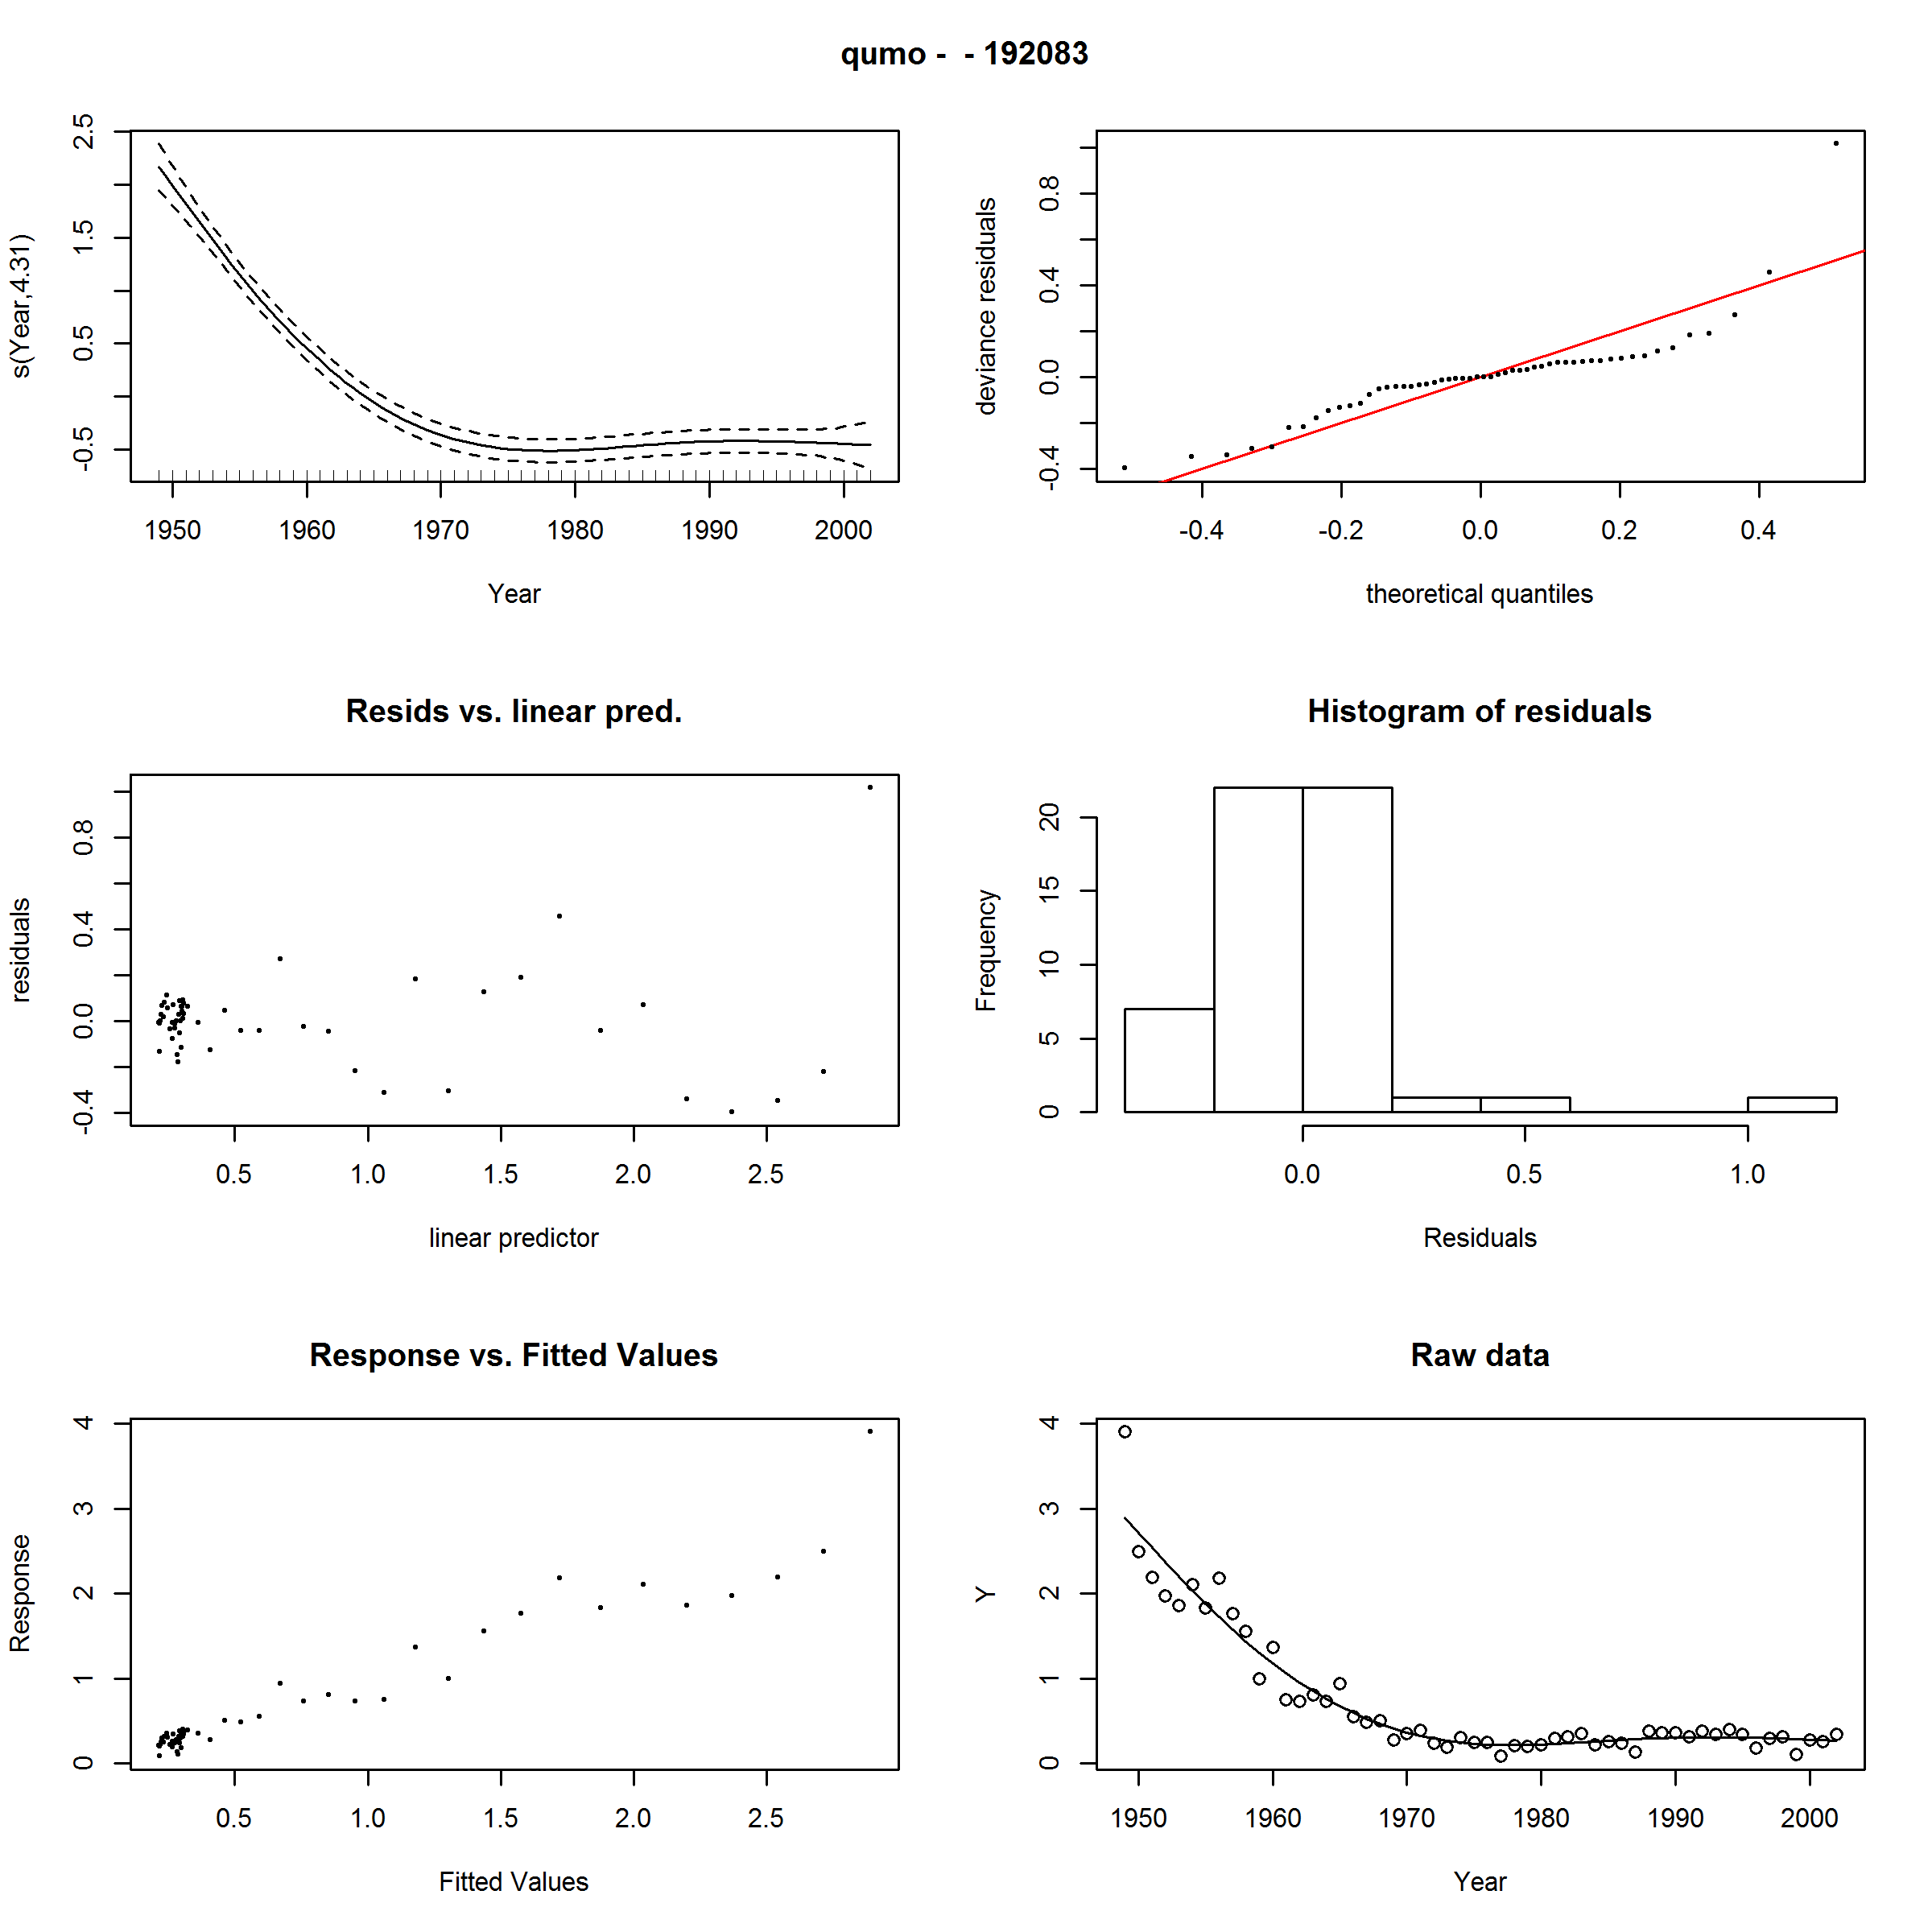 qumo -  - 192083
s(Year,4.31)
-0.5 0.5 1.5 2.5
1950 1960 1970 1980 1990 2000
Year
deviance residuals
-0.4 0.0 0.4 0.8
-0.4 -0.2 0.0 0.2 0.4
theoretical quantiles
Resids vs. linear pred.
residuals
-0.4 0.0 0.4 0.8
0.5 1.0 1.5 2.0 2.5
linear predictor
Histogram of residuals
Frequency
0 5 10 15 20
0.0 0.5 1.0
Residuals
Response vs. Fitted Values
Response
0 1 2 3 4
0.5 1.0 1.5 2.0 2.5
Fitted Values
Raw data
Y
0 1 2 3 4
1950 1960 1970 1980 1990 2000
Year